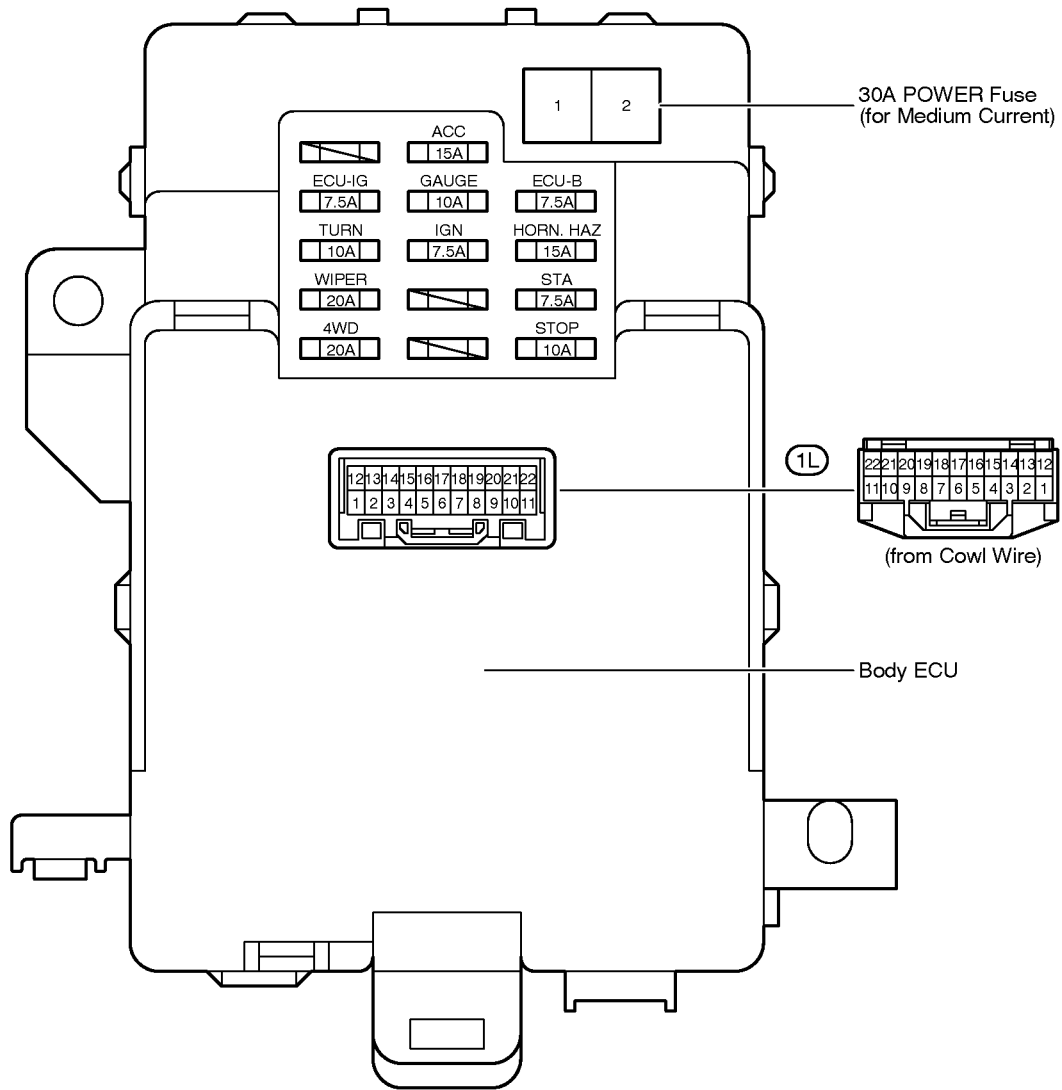 1 2
30A POWER Fuse
(for Medium Current)
ACC
15A
ECU-IG GAUGE ECU-B
7.5A 10A 7.5A
TURN IGN HORN. HAZ
10A 7.5A 15A
WIPER STA
20A 7.5A
4WD STOP
20A 10A
1L
12 13 14 15 16 17 18 19 20 21 22
1 2 3 4 5 6 7 8 9 10 11
22 21 20 19 18 17 16 15 14 13 12
11 10 9 8 7 6 5 4 3 2 1
(from Cowl Wire)
Body ECU